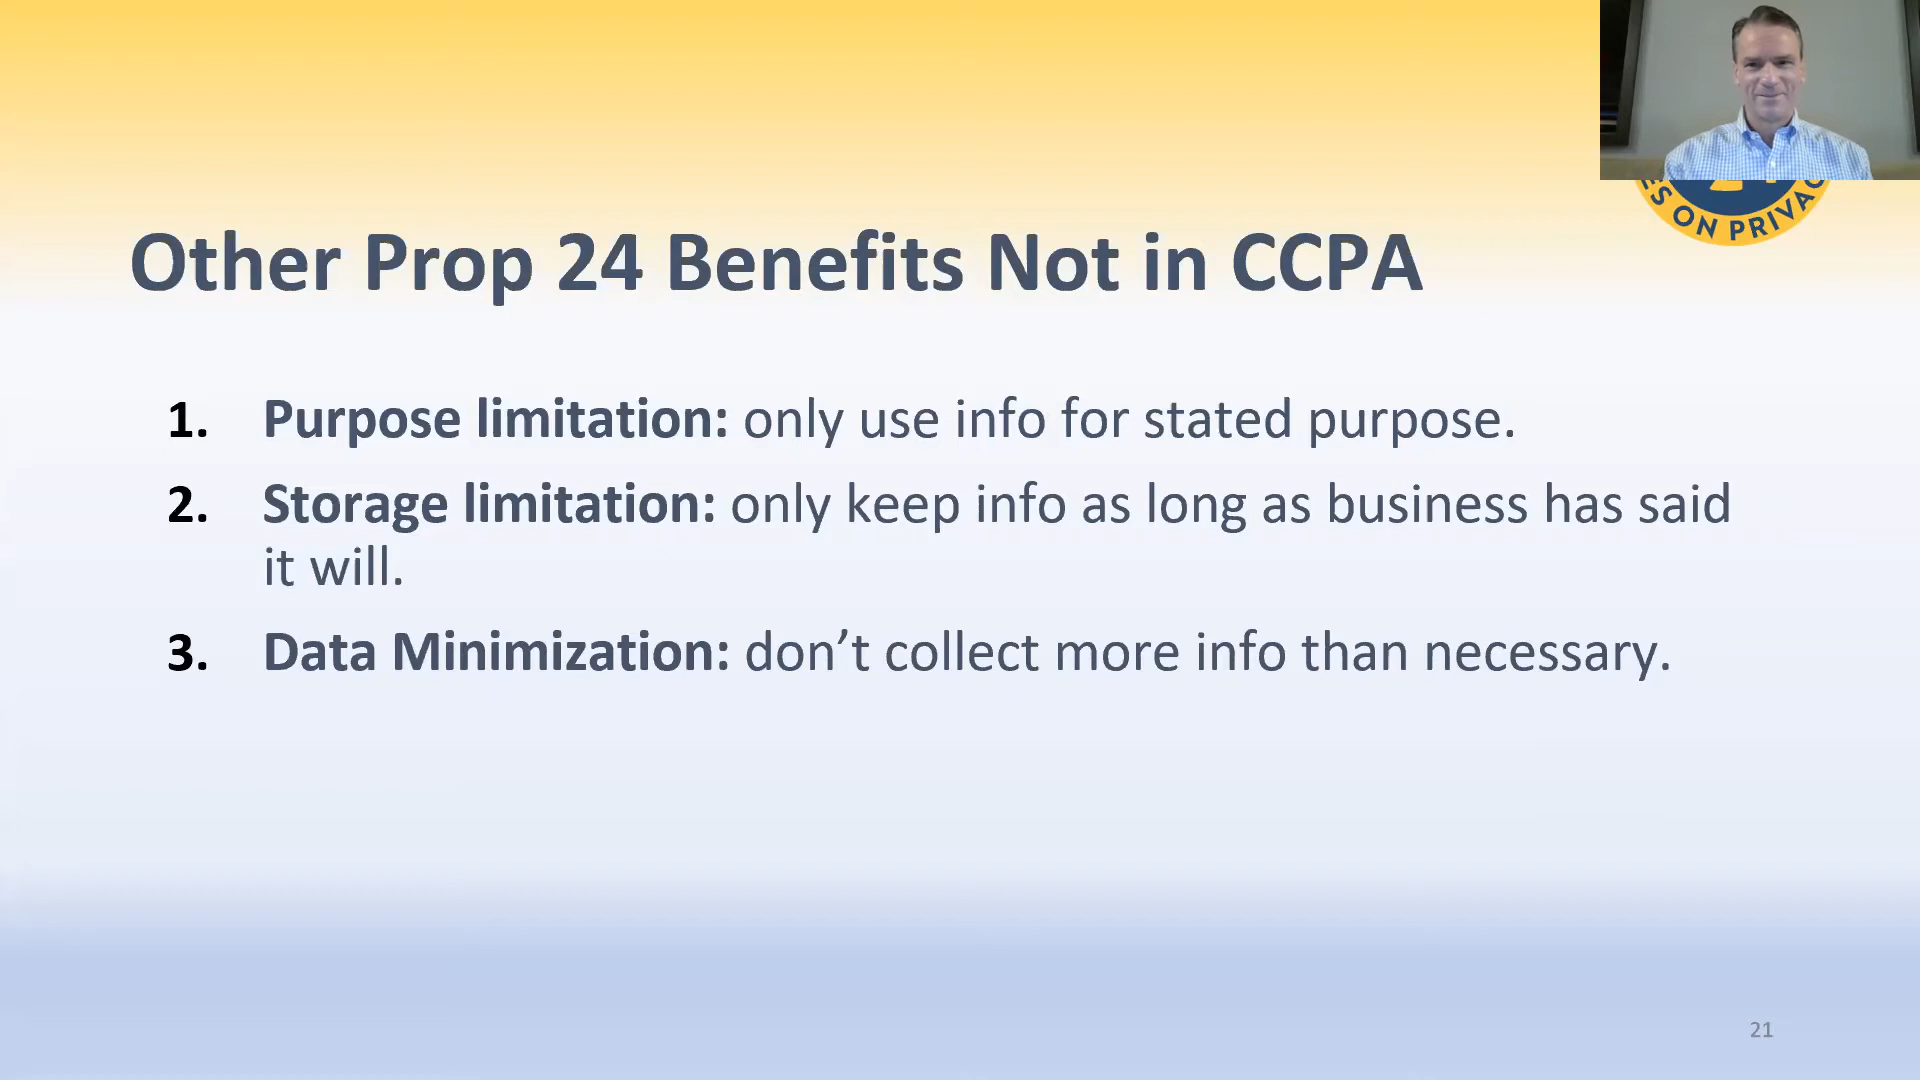 ES ON PRIVAC
Other Prop 24 Benefits Not in CCPA
1. Purpose limitation: only use info for stated purpose.
2. Storage limitation: only keep info as long as business has said
it will.
3. Data Minimization: don’t collect more info than necessary.
21